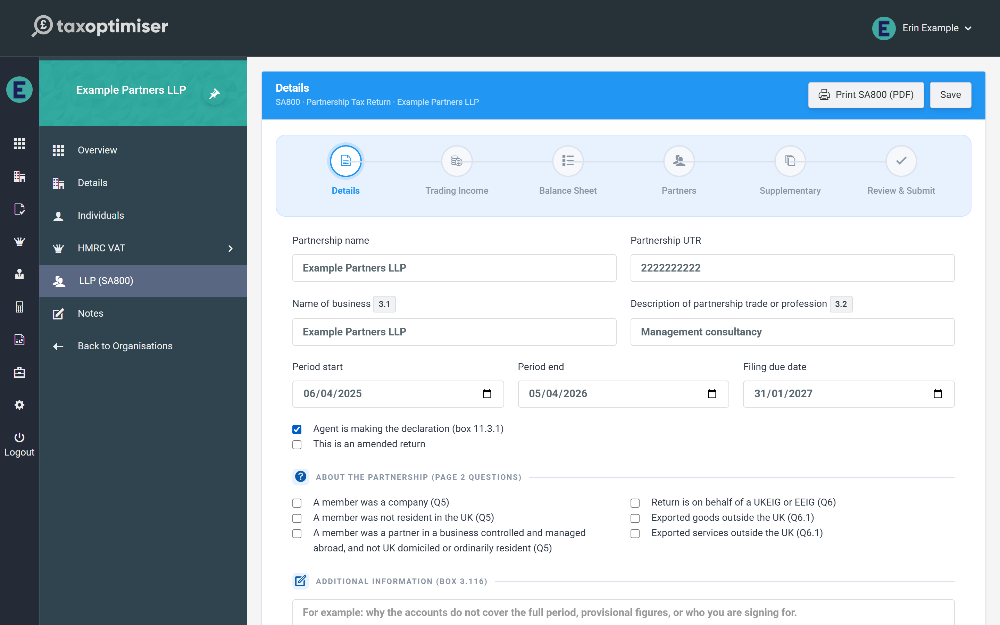 taxoptimiser
E
Erin Example
E
Example Partners LLP
Overview
Details
Individuals
HMRC VAT
LLP (SA800)
Notes
Back to Organisations
Logout
Details
SA800 · Partnership Tax Return · Example Partners LLP
Print SA800 (PDF)
Save
Details
Trading Income
Balance Sheet
Partners
Supplementary
Review & Submit
Partnership name
Partnership UTR
Example Partners LLP
2222222222
Name of business 3.1
Description of partnership trade or profession 3.2
Example Partners LLP
Management consultancy
Period start
Period end
Filing due date
06/04/2025
05/04/2026
31/01/2027
Agent is making the declaration (box 11.3.1)
This is an amended return
ABOUT THE PARTNERSHIP (PAGE 2 QUESTIONS)
A member was a company (Q5)
A member was not resident in the UK (Q5)
A member was a partner in a business controlled and managed
abroad, and not UK domiciled or ordinarily resident (Q5)
Return is on behalf of a UKEIG or EEIG (Q6)
Exported goods outside the UK (Q6.1)
Exported services outside the UK (Q6.1)
ADDITIONAL INFORMATION (BOX 3.116)
For example: why the accounts do not cover the full period, provisional figures, or who you are signing for.